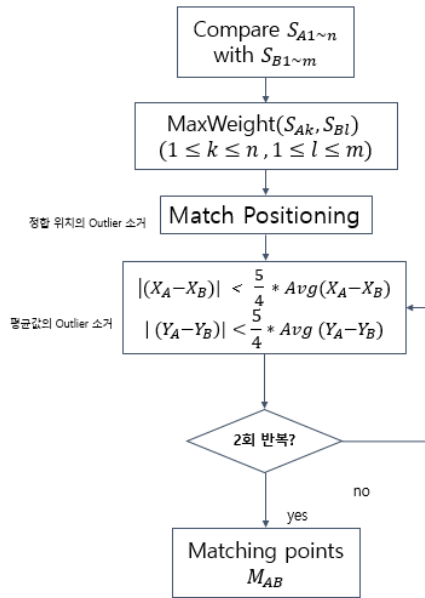 Compare S_{A1~n}
with S_{B1~m}
MaxWeight(S_{Ak}, S_{Bl})
(1 ≤ k ≤ n , 1 ≤ l ≤ m)
정합 위치의 Outlier 소거
Match Positioning
|(X_A−X_B)| < 5/4 * Avg(X_A−X_B)
평균값의 Outlier 소거
| (Y_A−Y_B)| < 5/4 * Avg (Y_A−Y_B)
2회 반복?
no
yes
Matching points
M_{AB}